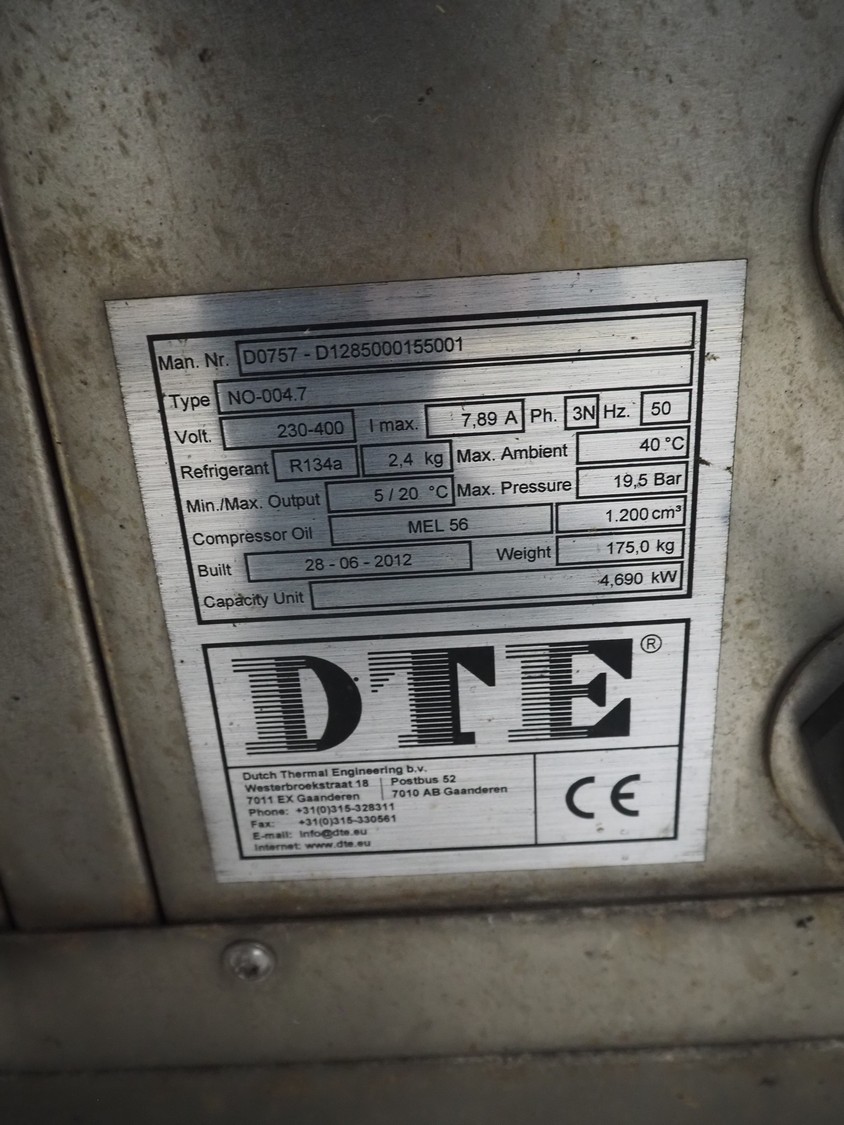 Man. Nr. D0757 - D1285000155001
Type NO-004.7
Volt. 230-400 I max. 7,89 A Ph. 3N Hz. 50
Refrigerant R134a 2,4 kg Max. Ambient 40 °C
Min./Max. Output 5 / 20 °C Max. Pressure 19,5 Bar
Compressor Oil MEL 56 1.200 cm³
Built 28 - 06 - 2012 Weight 175,0 kg
Capacity Unit 4,690 kW
DTE ®
Dutch Thermal Engineering b.v.
Westerbroekstraat 18 | Postbus 52
7011 EX Gaanderen | 7010 AB Gaanderen
Phone: +31(0)315-328311
Fax: +31(0)315-330561
E-mail: info@dte.eu
Internet: www.dte.eu
CE